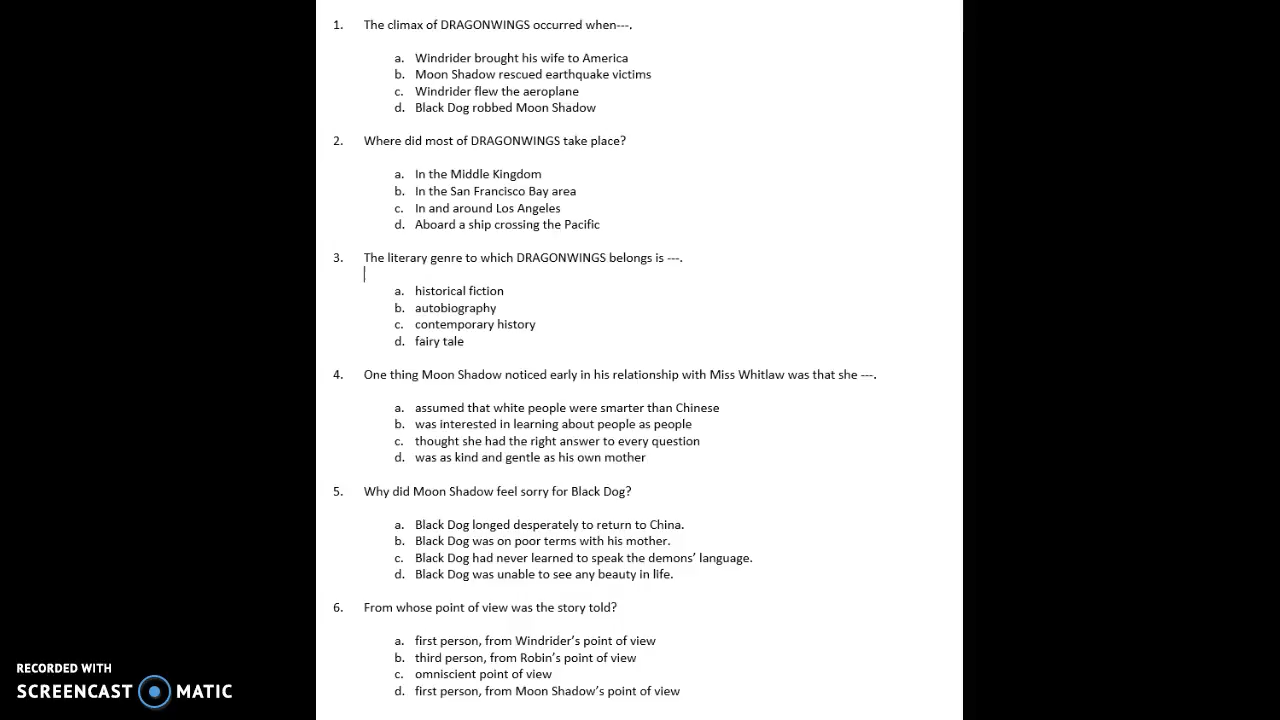 1. The climax of DRAGONWINGS occurred when---.
a. Windrider brought his wife to America
b. Moon Shadow rescued earthquake victims
c. Windrider flew the aeroplane
d. Black Dog robbed Moon Shadow
2. Where did most of DRAGONWINGS take place?
a. In the Middle Kingdom
b. In the San Francisco Bay area
c. In and around Los Angeles
d. Aboard a ship crossing the Pacific
3. The literary genre to which DRAGONWINGS belongs is ---.
a. historical fiction
b. autobiography
c. contemporary history
d. fairy tale
4. One thing Moon Shadow noticed early in his relationship with Miss Whitlaw was that she ---.
a. assumed that white people were smarter than Chinese
b. was interested in learning about people as people
c. thought she had the right answer to every question
d. was as kind and gentle as his own mother
5. Why did Moon Shadow feel sorry for Black Dog?
a. Black Dog longed desperately to return to China.
b. Black Dog was on poor terms with his mother.
c. Black Dog had never learned to speak the demons’ language.
d. Black Dog was unable to see any beauty in life.
6. From whose point of view was the story told?
a. first person, from Windrider’s point of view
b. third person, from Robin’s point of view
c. omniscient point of view
d. first person, from Moon Shadow’s point of view
RECORDED WITH
SCREENCAST MATIC